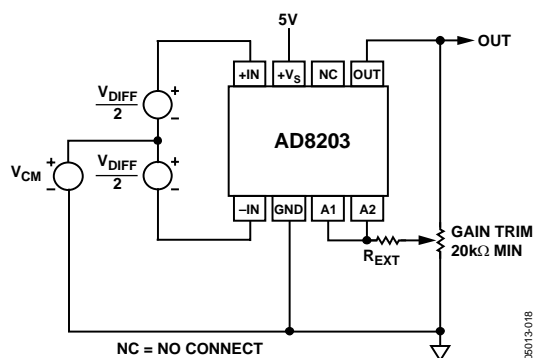 5V
OUT
+IN
+VS
NC
OUT
VDIFF
2
+
−
AD8203
VCM
+
−
VDIFF
2
+
−
−IN
GND
A1
A2
GAIN TRIM
20kΩ MIN
REXT
NC = NO CONNECT
05013-018